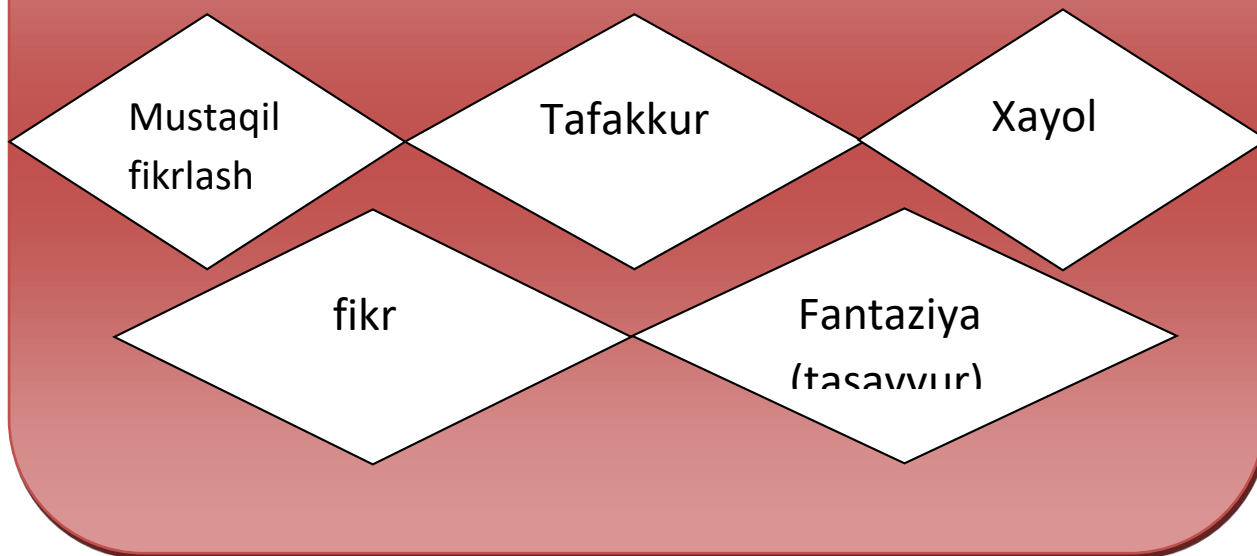 Mustaqil
fikrlash
Tafakkur
Xayol
fikr
Fantaziya
(tasavvur)